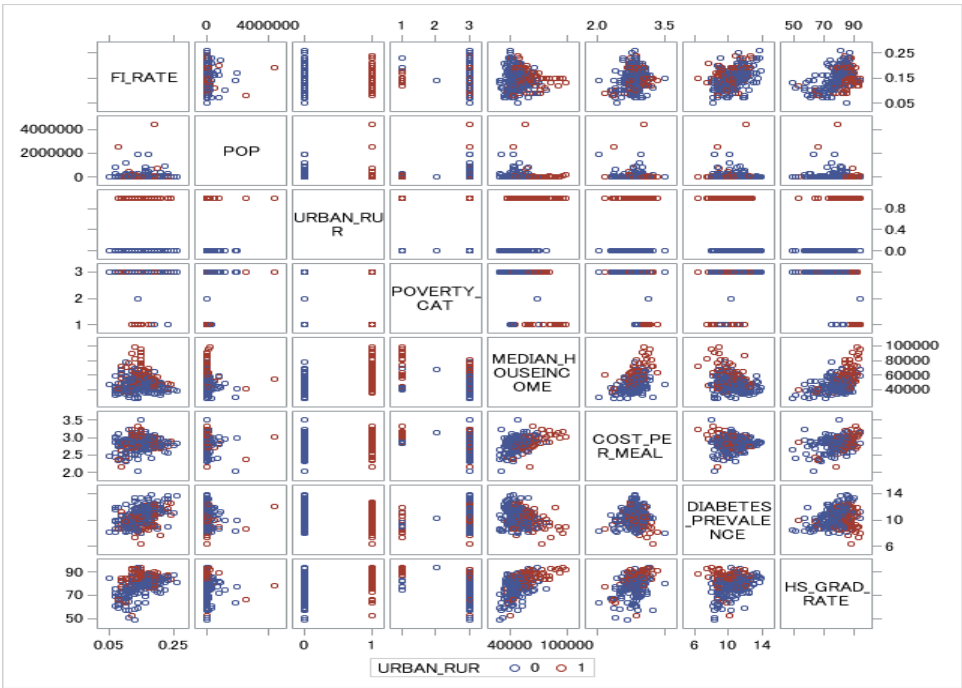 0 4000000 1 2 3 2.0 3.2 50 70 90
FI_RATE
0.25
0.15
0.05
4000000
2000000
0
POP
URBAN_RU
R
0.8
0.4
0.0
3
2
1
POVERTY_
CAT
MEDIAN_H
OUSEINC
OME
100000
80000
60000
40000
3.5
3.0
2.5
2.0
COST_PE
R_MEAL
DIABETES
_PREVALE
NCE
14
10
6
90
70
50
HS_GRAD_
RATE
0.05 0.25 0 1 40000 100000 6 10 14
URBAN_RUR 0 1